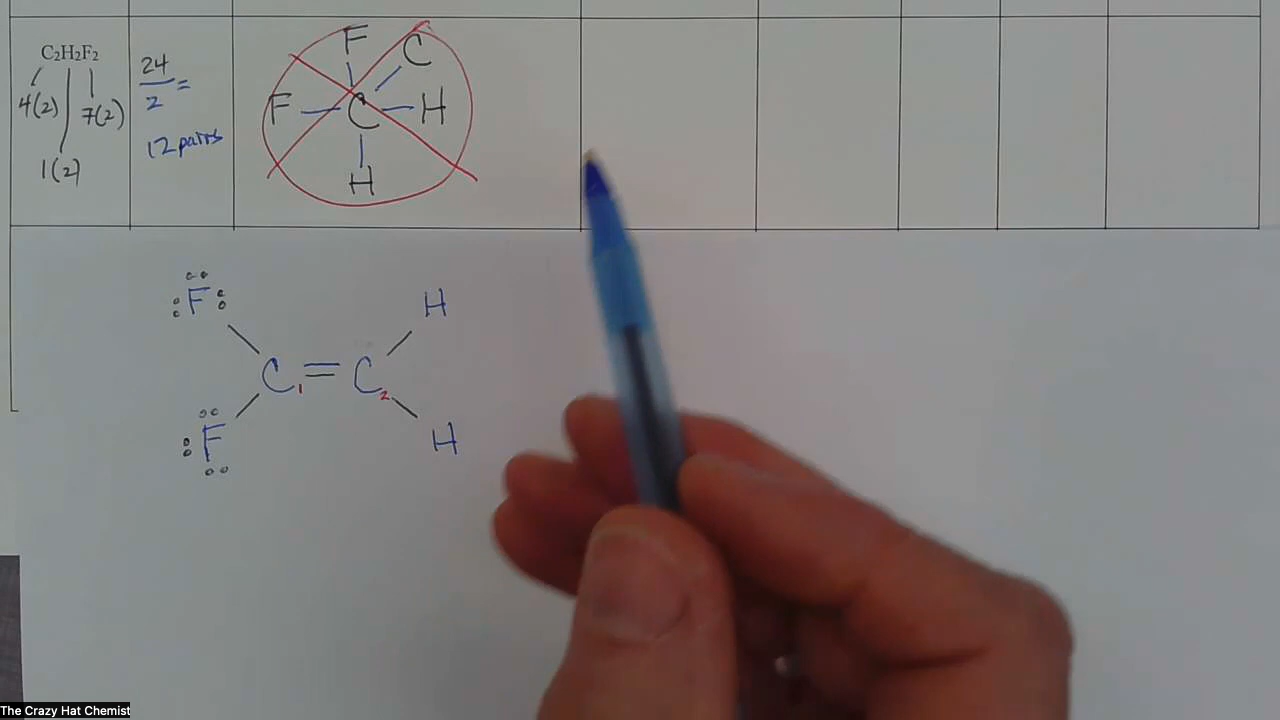 C₂H₂F₂
4(2) 7(2)
1(2)
24
2
=
12 pairs
F C
F C H
H
F H
C₁=C₂
F H
The Crazy Hat Chemist